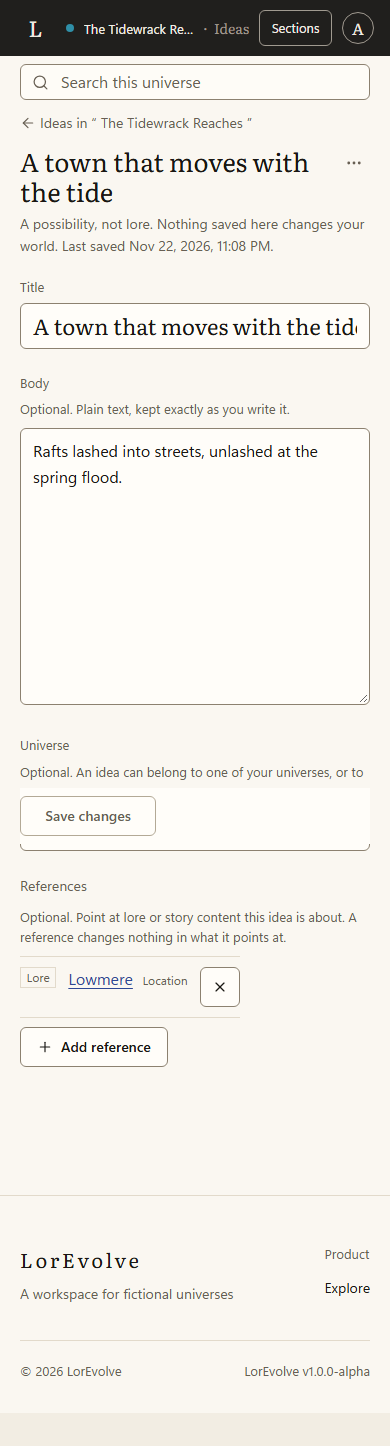 L
The Tidewrack Re...
· Ideas
Sections
A
Search this universe
Ideas in “ The Tidewrack Reaches ”
A town that moves with
the tide
A possibility, not lore. Nothing saved here changes your
world. Last saved Nov 22, 2026, 11:08 PM.
Title
A town that moves with the tid
Body
Optional. Plain text, kept exactly as you write it.
Rafts lashed into streets, unlashed at the
spring flood.
Universe
Optional. An idea can belong to one of your universes, or to
Save changes
References
Optional. Point at lore or story content this idea is about. A
reference changes nothing in what it points at.
Lore
Lowmere
Location
Add reference
LorEvolve
Product
A workspace for fictional universes
Explore
© 2026 LorEvolve
LorEvolve v1.0.0-alpha